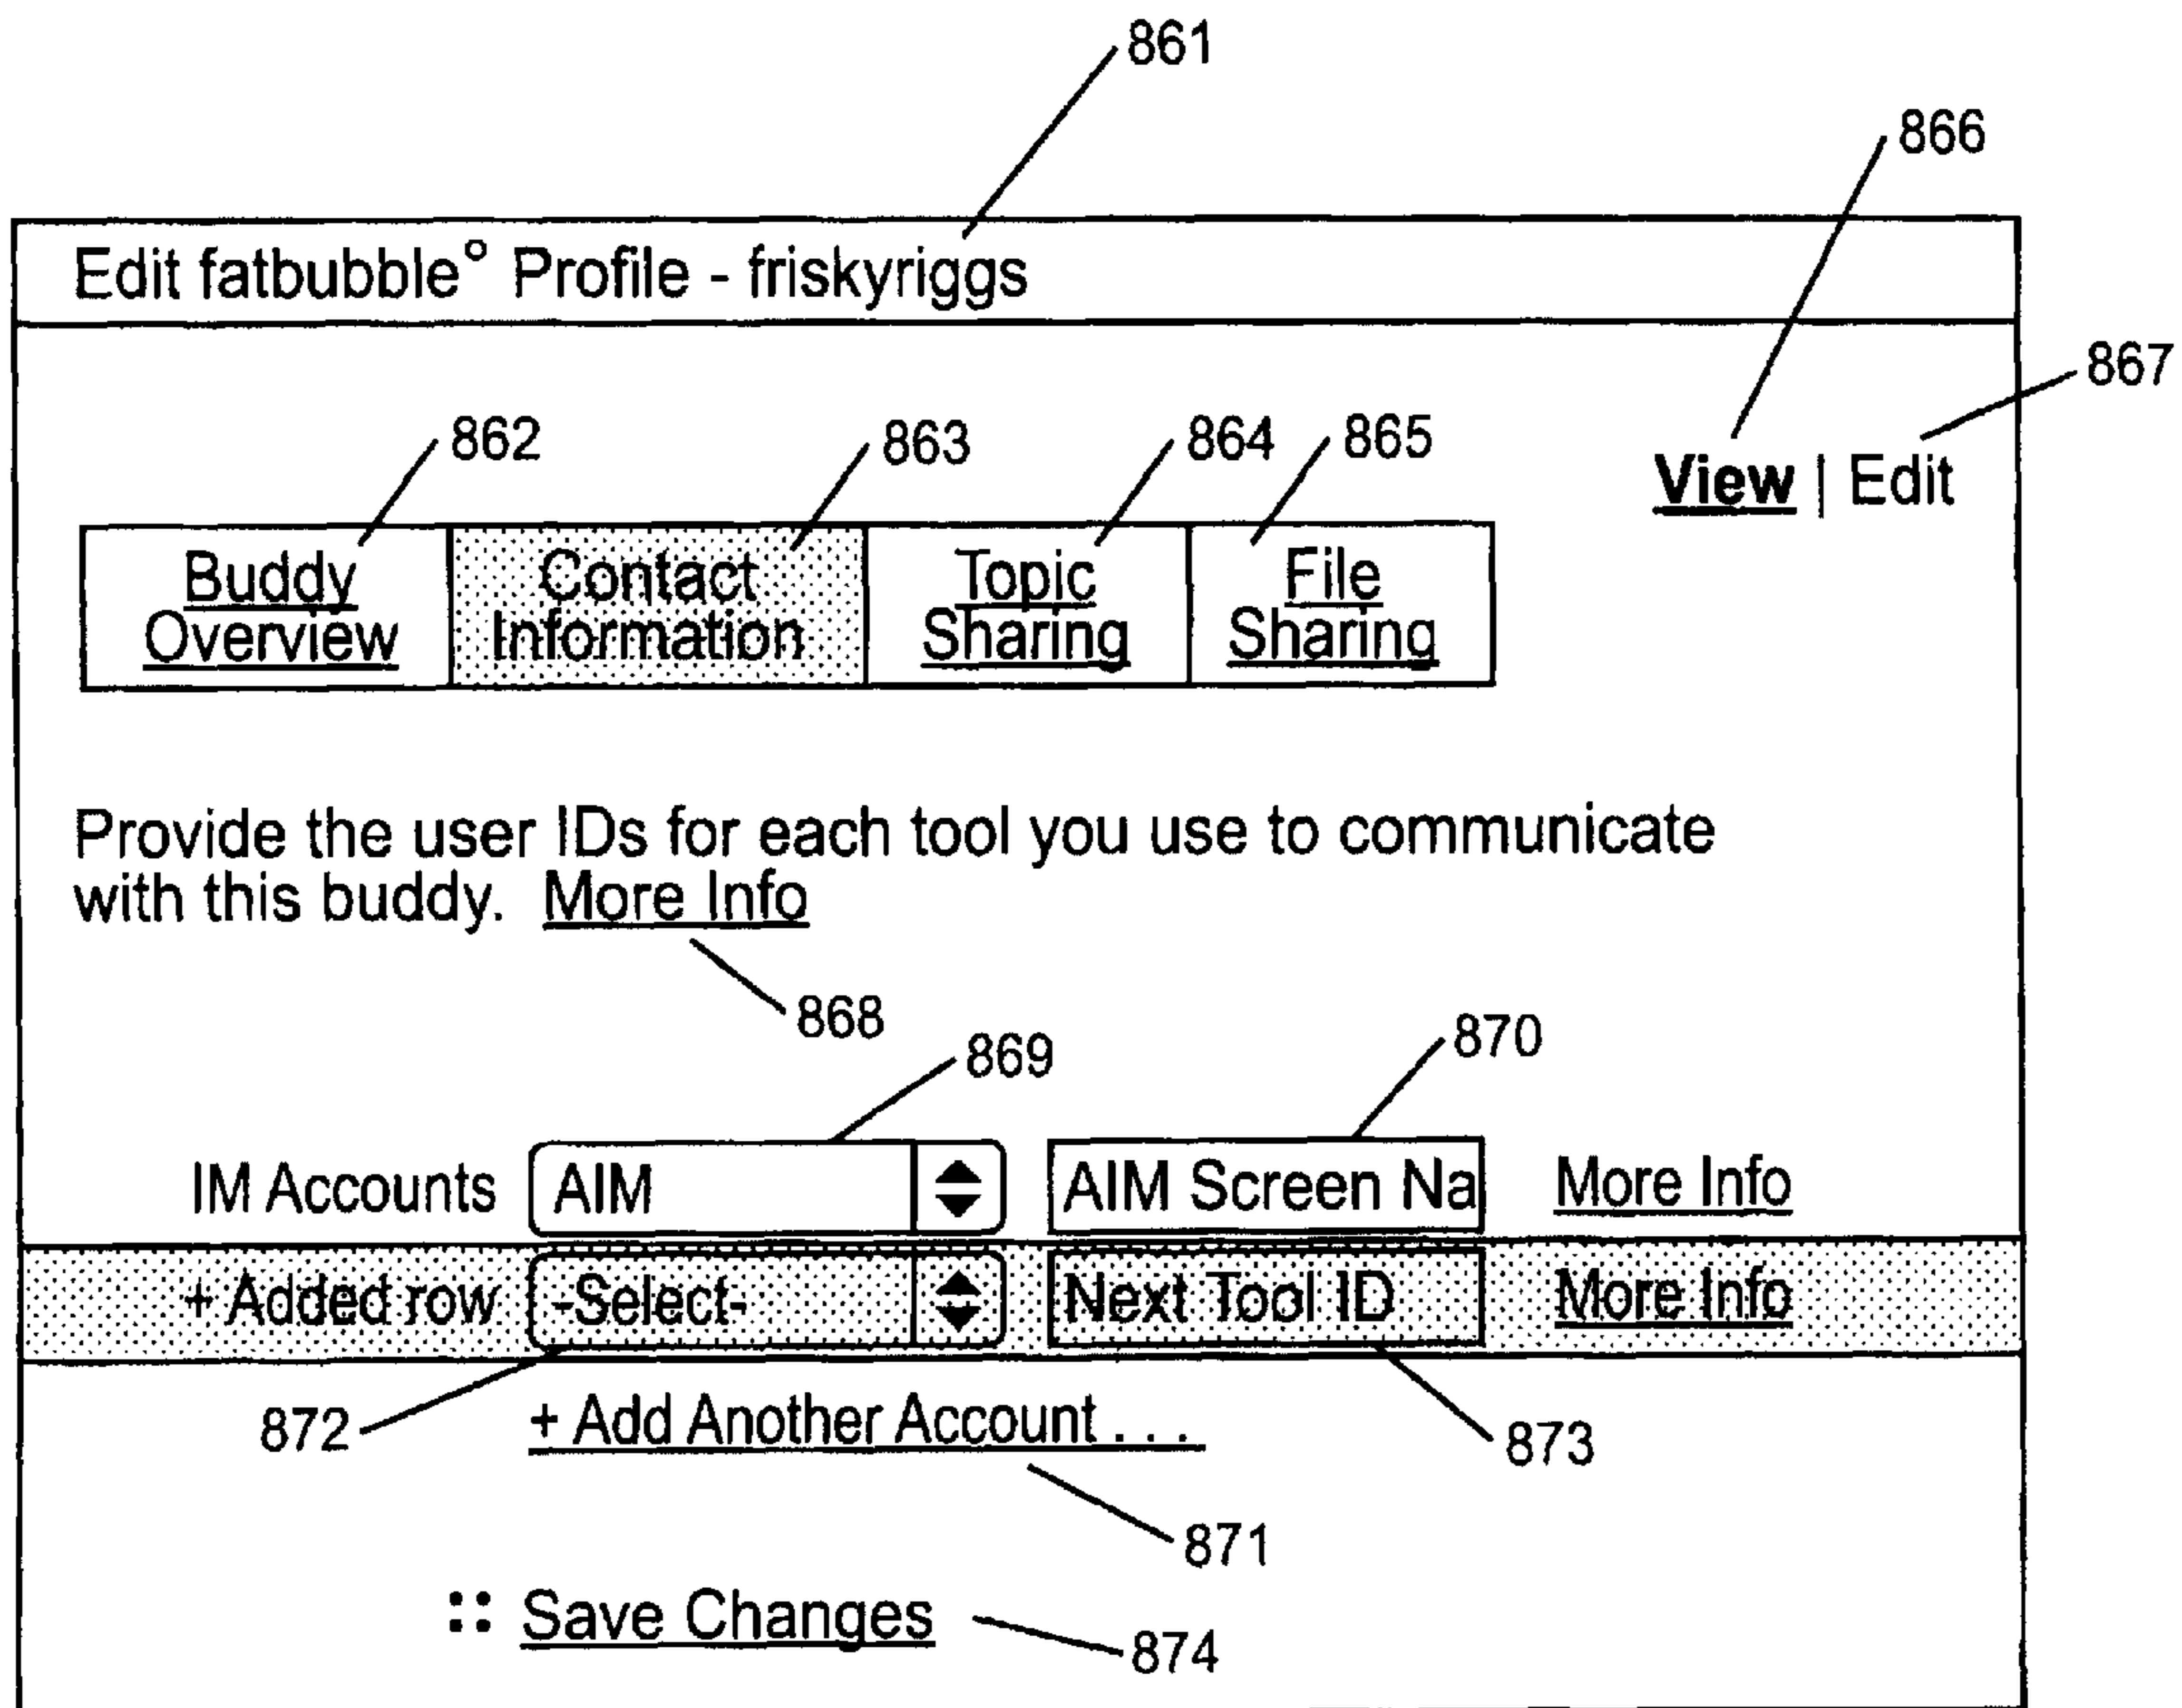 861
866
Edit fatbubble° Profile - friskyriggs
867
862
863
864
865
View | Edit
Buddy Overview
Contact Information
Topic Sharing
File Sharing
Provide the user IDs for each tool you use to communicate
with this buddy. More Info
868
869
870
IM Accounts AIM AIM Screen Na More Info
+ Added row -Select- Next Tool ID More Info
872
+ Add Another Account . . .
873
871
:: Save Changes
874